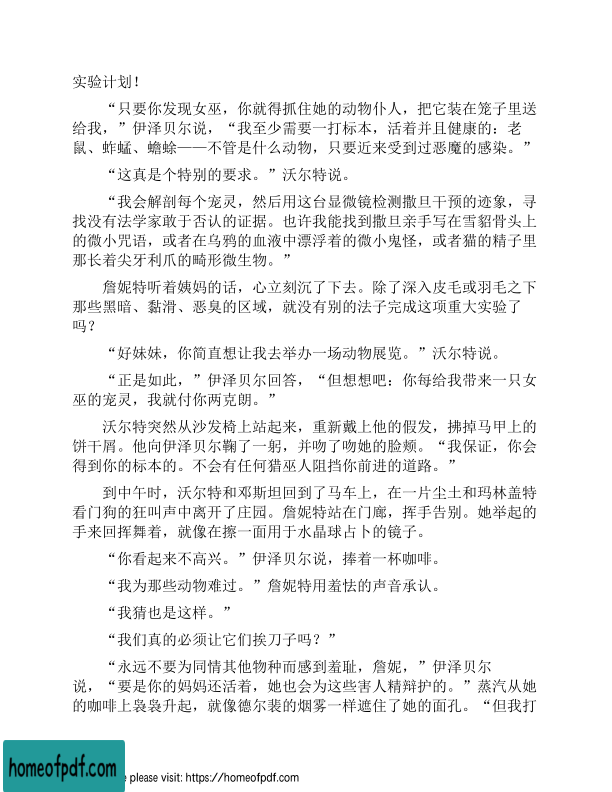 实验计划！
“只要你发现女巫，你就得抓住她的动物仆人，把它装在笼子里送
给我，”伊泽贝尔说，“我至少需要一打标本，活着并且健康的：老
鼠、蚱蜢、蟾蜍——不管是什么动物，只要近来受到过恶魔的感染。”
“这真是个特别的要求。”沃尔特说。
“我会解剖每个宠灵，然后用这台显微镜检测撒旦干预的迹象，寻
找没有法学家敢于否认的证据。也许我能找到撒旦亲手写在雪貂骨头上
的微小咒语，或者在乌鸦的血液中漂浮着的微小鬼怪，或者猫的精子里
那长着尖牙利爪的畸形微生物。”
詹妮特听着姨妈的话，心立刻沉了下去。除了深入皮毛或羽毛之下
那些黑暗、黏滑、恶臭的区域，就没有别的法子完成这项重大实验了
吗？
“好妹妹，你简直想让我去举办一场动物展览。”沃尔特说。
“正是如此，”伊泽贝尔回答，“但想想吧：你每给我带来一只女
巫的宠灵，我就付你两克朗。”
沃尔特突然从沙发椅上站起来，重新戴上他的假发，拂掉马甲上的
饼干屑。他向伊泽贝尔鞠了一躬，并吻了吻她的脸颊。“我保证，你会
得到你的标本的。不会有任何猎巫人阻挡你前进的道路。”
到中午时，沃尔特和邓斯坦回到了马车上，在一片尘土和玛林盖特
看门狗的狂叫声中离开了庄园。詹妮特站在门廊，挥手告别。她举起的
手来回挥舞着，就像在擦一面用于水晶球占卜的镜子。
“你看起来不高兴。”伊泽贝尔说，捧着一杯咖啡。
“我为那些动物难过。”詹妮特用羞怯的声音承认。
“我猜也是这样。”
“我们真的必须让它们挨刀子吗？”
“永远不要为同情其他物种而感到羞耻，詹妮，”伊泽贝尔
说，“要是你的妈妈还活着，她也会为这些害人精辩护的。”蒸汽从她
的咖啡上袅袅升起，就像德尔裴的烟雾一样遮住了她的面孔。“但我打
homeofpdf.com
e please visit: https://homeofpdf.com